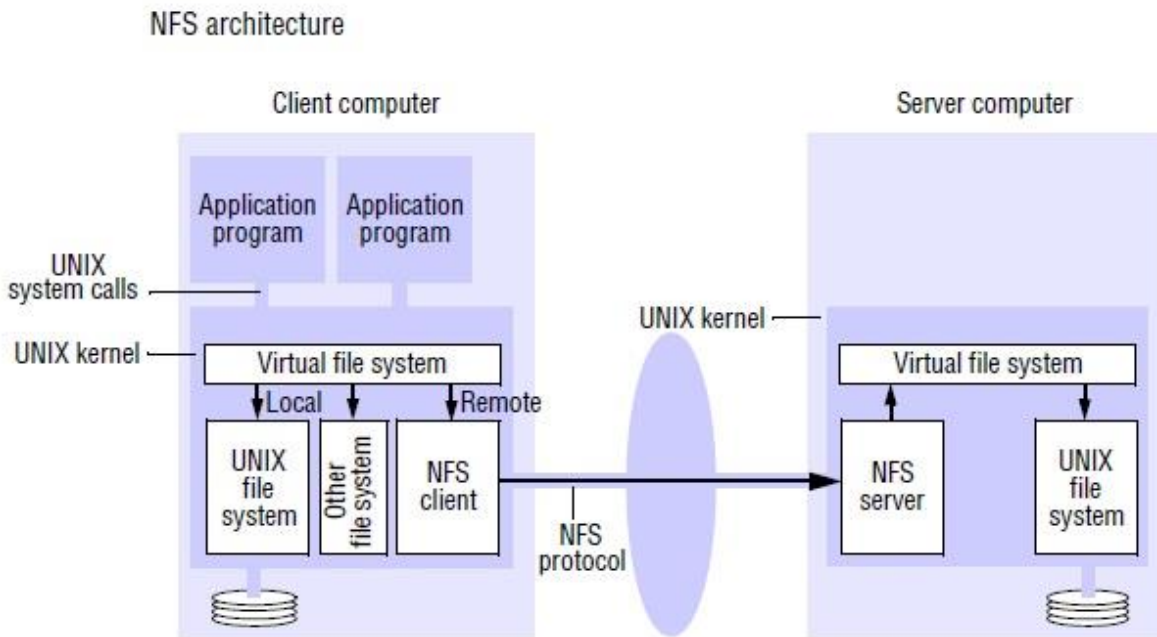 NFS architecture
Client computer
Server computer
Application
program
Application
program
UNIX
system calls
UNIX kernel
UNIX kernel
Virtual file system
Virtual file system
Local
Remote
UNIX
file
system
Other
file system
NFS
client
NFS
protocol
NFS
server
UNIX
file
system